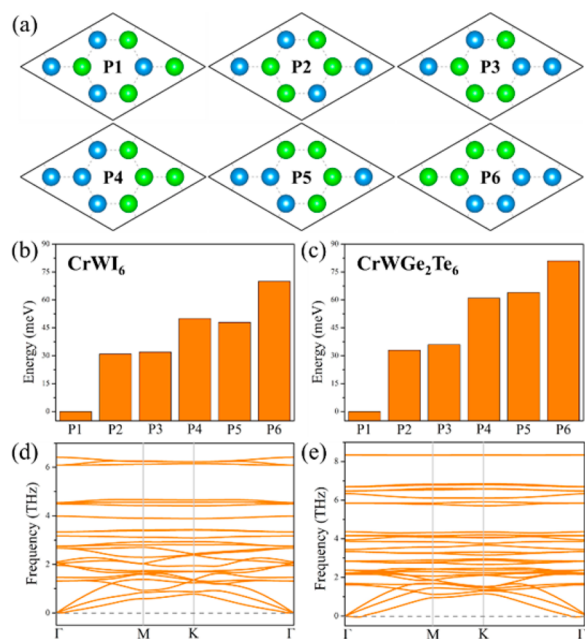 (a)
P1 P2 P3
P4 P5 P6
(b) (c)
CrWI6 CrWGe2Te6
Energy (meV) Energy (meV)
90 90
75 75
60 60
45 45
30 30
15 15
0 0
P1 P2 P3 P4 P5 P6 P1 P2 P3 P4 P5 P6
(d) (e)
Frequency (THz) Frequency (THz)
6 8
4 6
2 4
0 2
0
Γ M K Γ Γ M K Γ